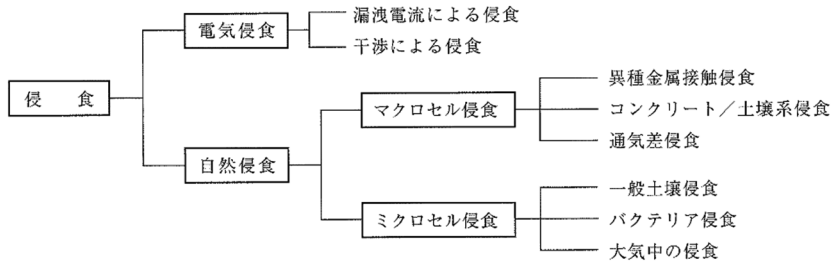 漏洩電流による侵食
電気侵食
干渉による侵食
侵 食
異種金属接触侵食
マクロセル侵食
コンクリート／土壌系侵食
通気差侵食
自然侵食
一般土壌侵食
ミクロセル侵食
バクテリア侵食
大気中の侵食